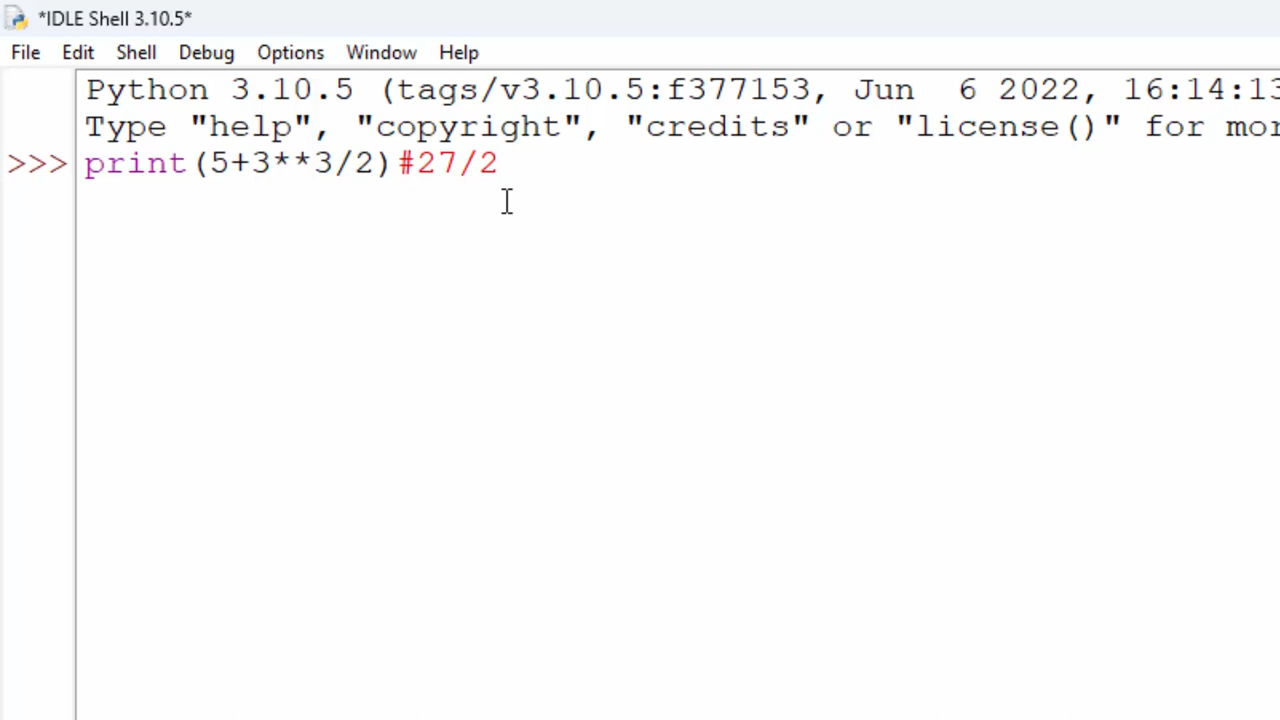 *IDLE Shell 3.10.5*
File Edit Shell Debug Options Window Help
Python 3.10.5 (tags/v3.10.5:f377153, Jun  6 2022, 16:14:13
Type "help", "copyright", "credits" or "license()" for mor
>>> print(5+3**3/2)#27/2